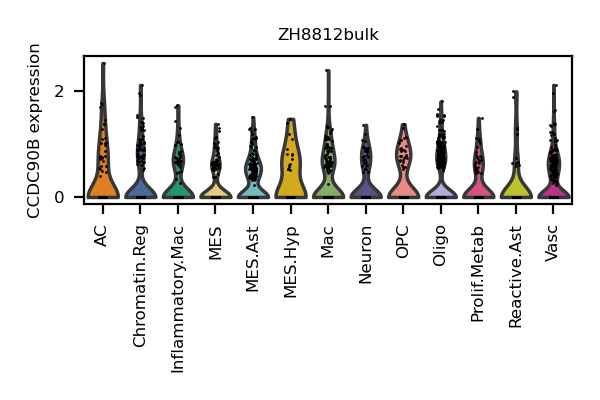 ZH8812bulk
CCDC90B expression
2
0
AC
Chromatin.Reg
Inflammatory.Mac
MES
MES.Ast
MES.Hyp
Mac
Neuron
OPC
Oligo
Prolif.Metab
Reactive.Ast
Vasc